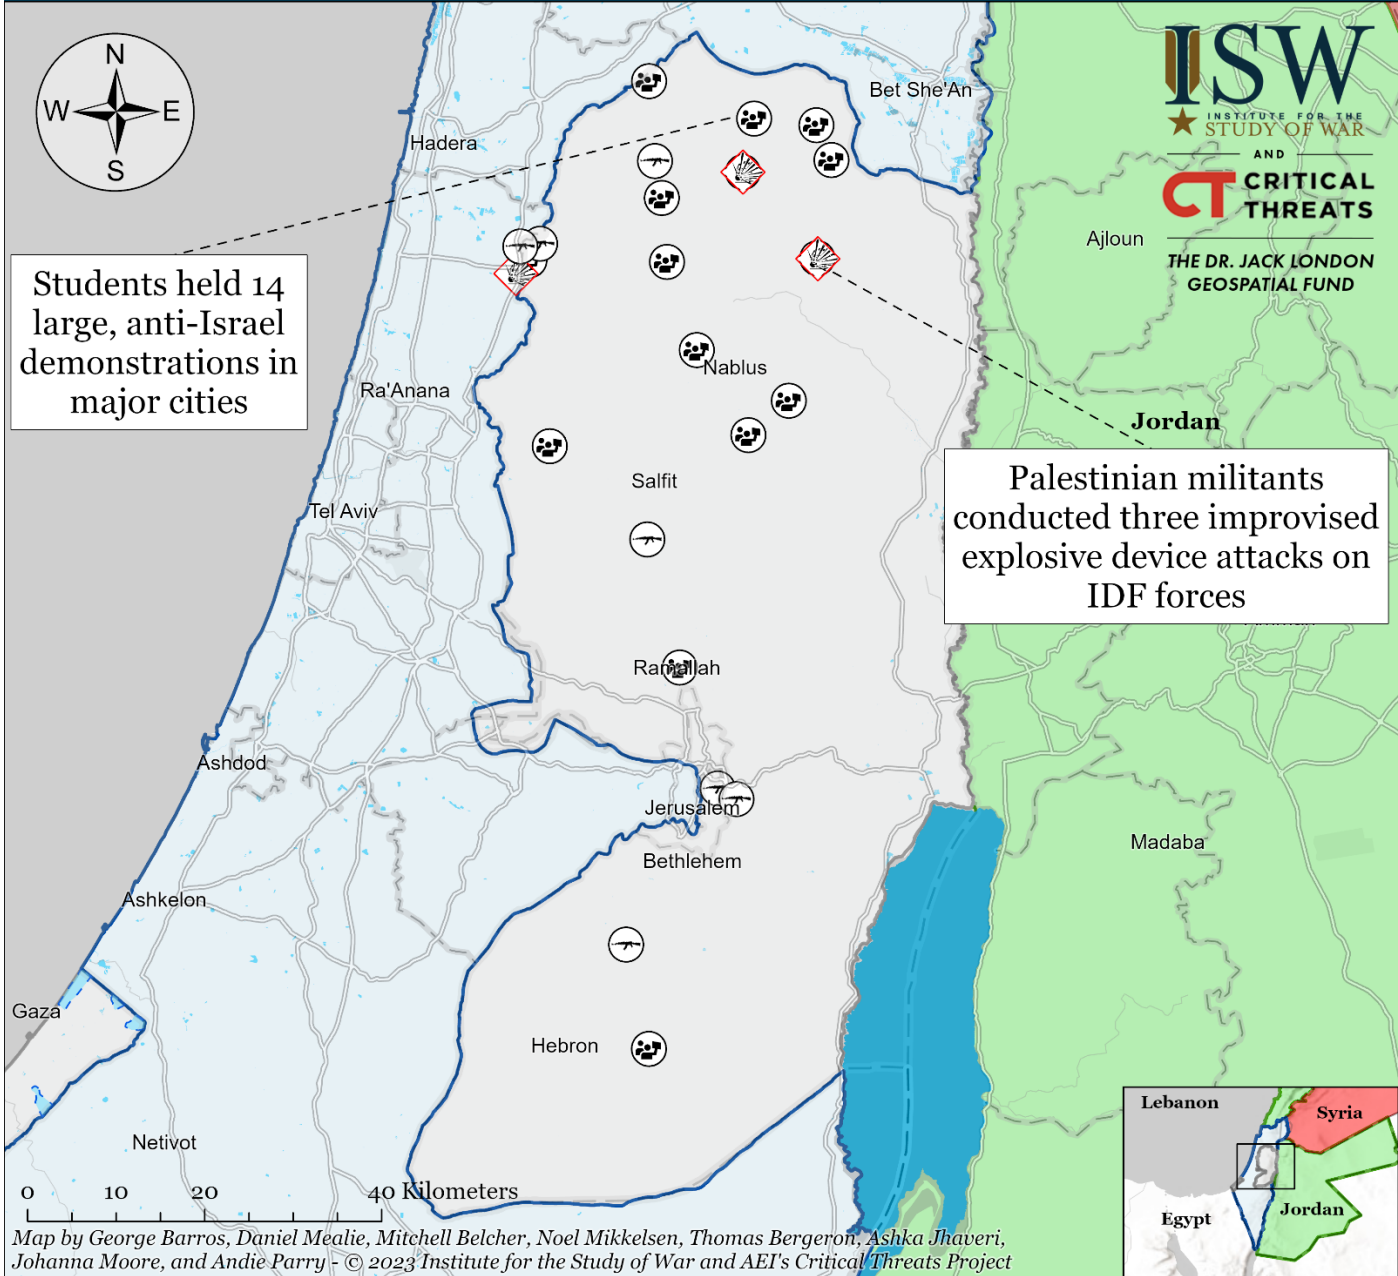 N
W
E
S
Hadera
Bet She'An
ISW
INSTITUTE FOR THE
STUDY OF WAR
AND
CT CRITICAL
THREATS
THE DR. JACK LONDON
GEOSPATIAL FUND
Ajloun
Students held 14
large, anti-Israel
demonstrations in
major cities
Nablus
Ra'Anana
Jordan
Palestinian militants
conducted three improvised
explosive device attacks on
IDF forces
Salfit
Tel Aviv
Ramallah
Ashdod
Jerusalem
Madaba
Bethlehem
Ashkelon
Gaza
Hebron
Netivot
Lebanon
Syria
Jordan
Egypt
0 10 20 40 Kilometers
Map by George Barros, Daniel Mealie, Mitchell Belcher, Noel Mikkelsen, Thomas Bergeron, Ashka Jhaveri,
Johanna Moore, and Andie Parry - © 2023 Institute for the Study of War and AEI's Critical Threats Project